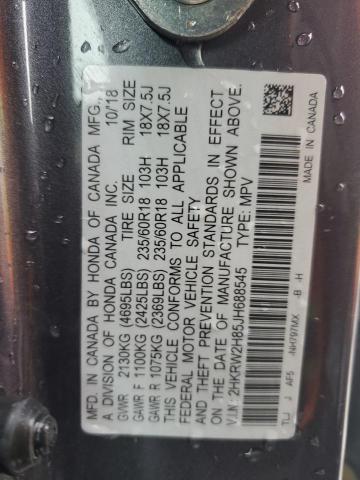 MFD. IN CANADA BY HONDA OF CANADA MFG.,
A DIVISION OF HONDA CANADA INC. 10/18
TIRE SIZE RIM SIZE
GVWR 2130KG (4695LBS)
GAWR F 1100KG (2425LBS) 235/60R18 103H 18X7.5J
GAWR R 1075KG (2369LBS) 235/60R18 103H 18X7.5J
THIS VEHICLE CONFORMS TO ALL APPLICABLE
FEDERAL MOTOR VEHICLE SAFETY
AND THEFT PREVENTION STANDARDS IN EFFECT
ON THE DATE OF MANUFACTURE SHOWN ABOVE.
V.I.N: 2HKRW2H85JH688545 TYPE: MPV
TLJ J AF5 -NH797MX -B -H
MADE IN CANADA